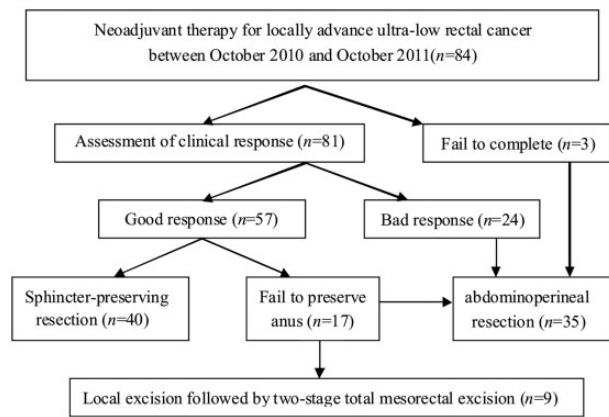 Neoadjuvant therapy for locally advance ultra-low rectal cancer
between October 2010 and October 2011(n=84)
Assessment of clinical response (n=81)
Fail to complete (n=3)
Good response (n=57)
Bad response (n=24)
Sphincter-preserving
resection (n=40)
Fail to preserve
anus (n=17)
abdominoperineal
resection (n=35)
Local excision followed by two-stage total mesorectal excision (n=9)